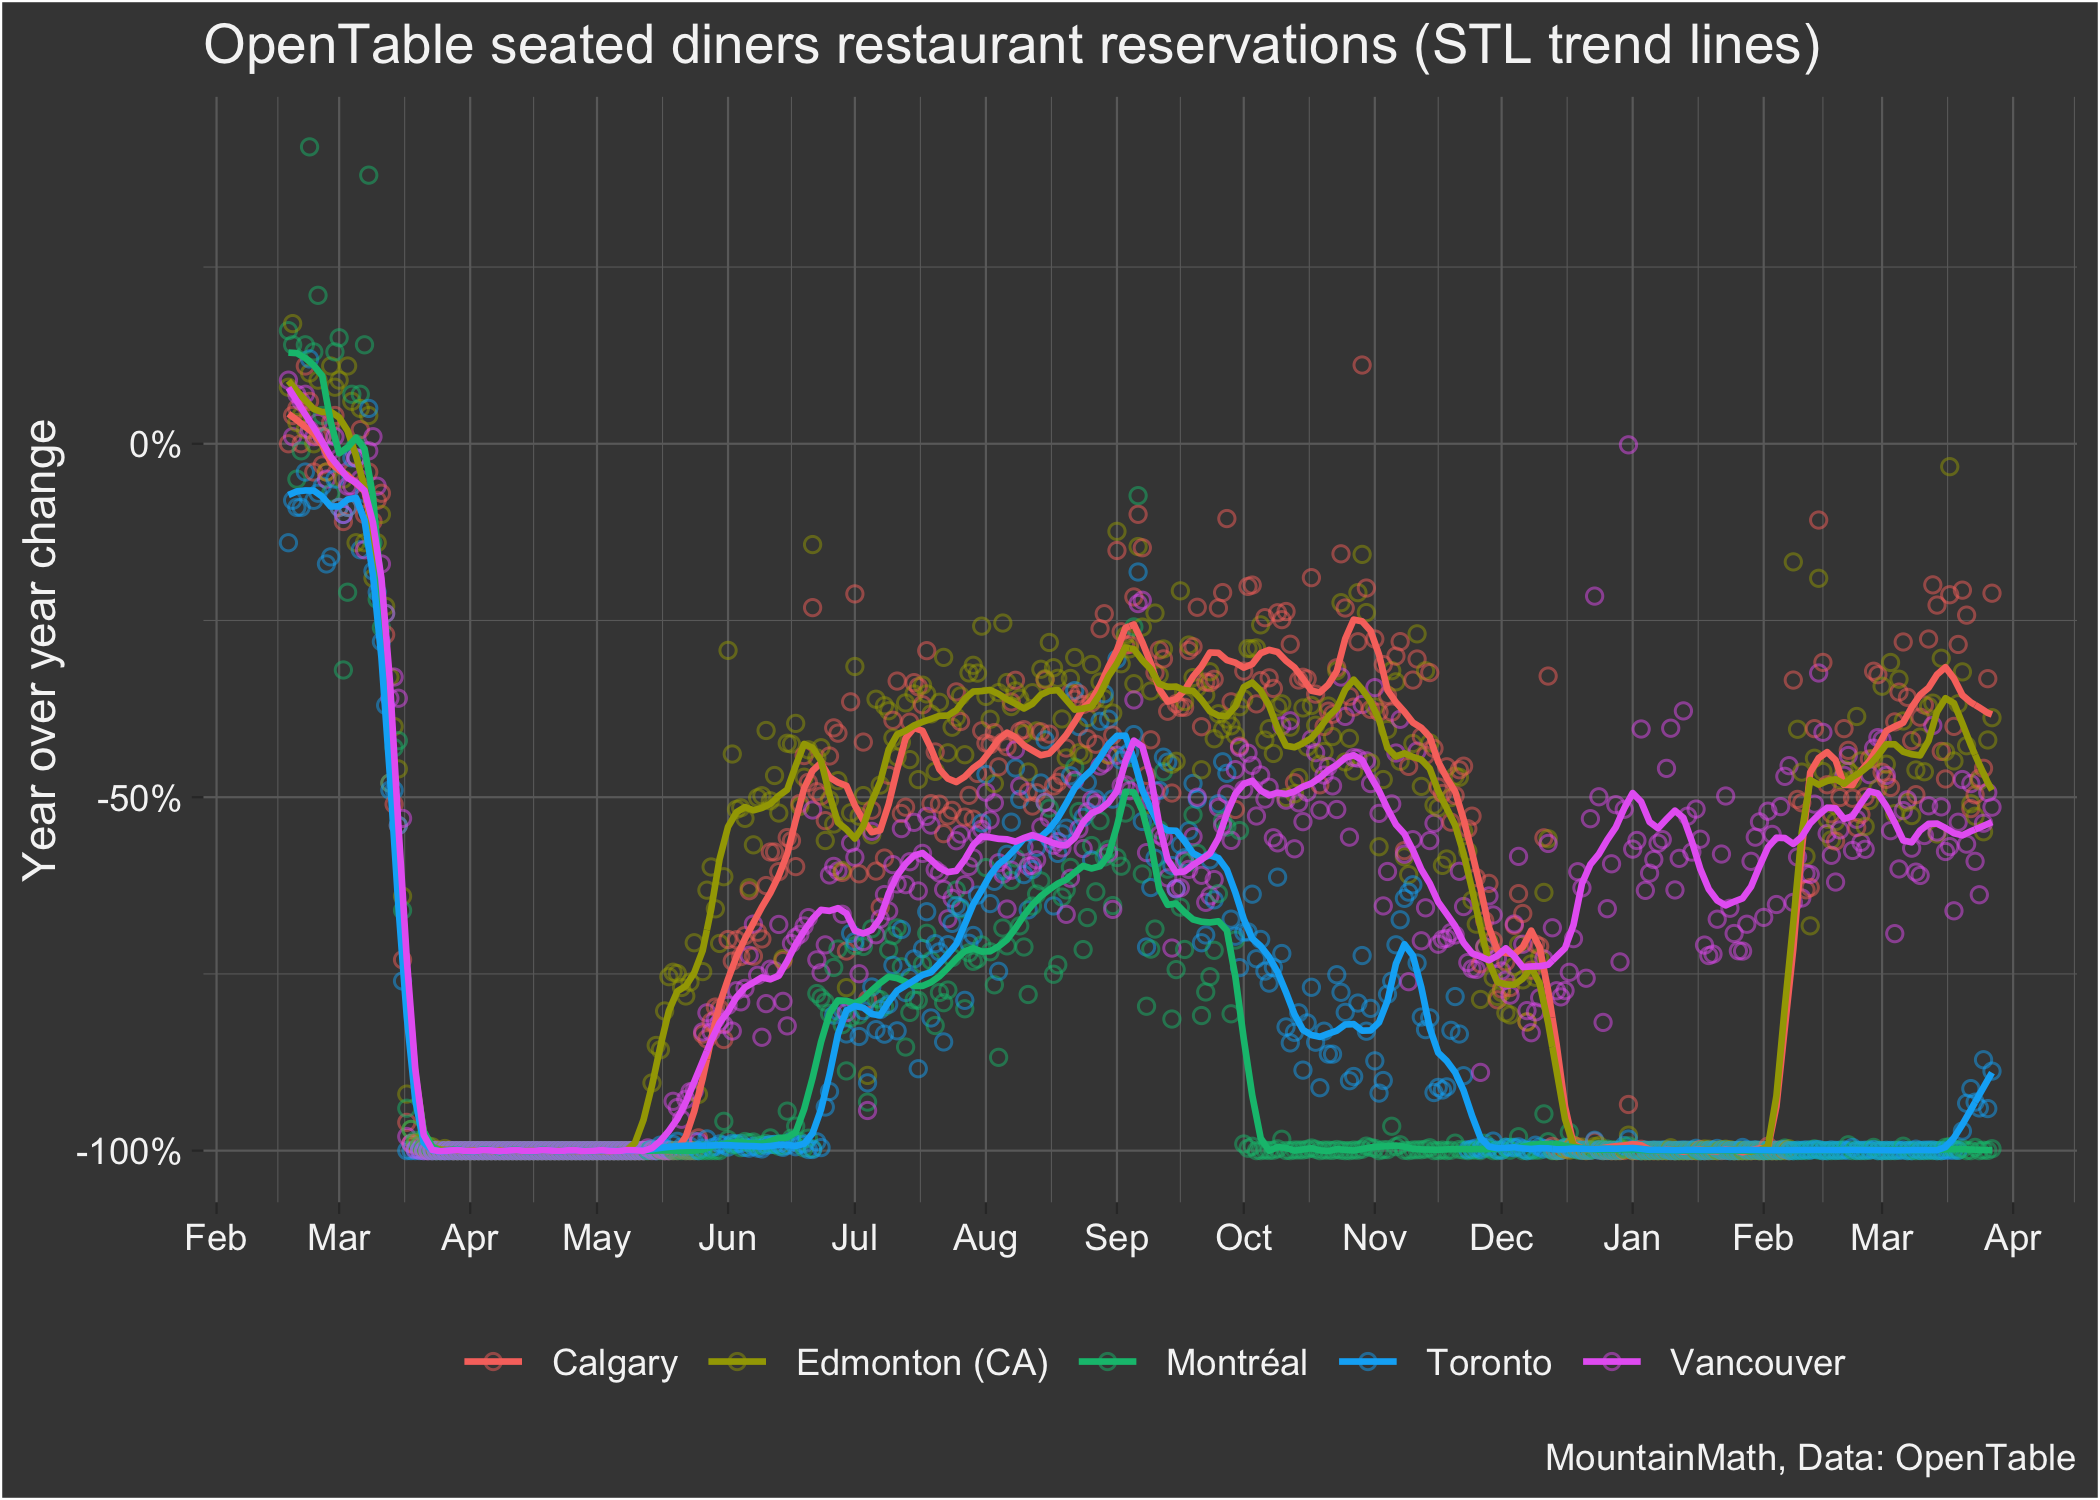 OpenTable seated diners restaurant reservations (STL trend lines)
Year over year change
0%
-50%
-100%
Feb Mar Apr May Jun Jul Aug Sep Oct Nov Dec Jan Feb Mar Apr
Calgary Edmonton (CA) Montréal Toronto Vancouver
MountainMath, Data: OpenTable